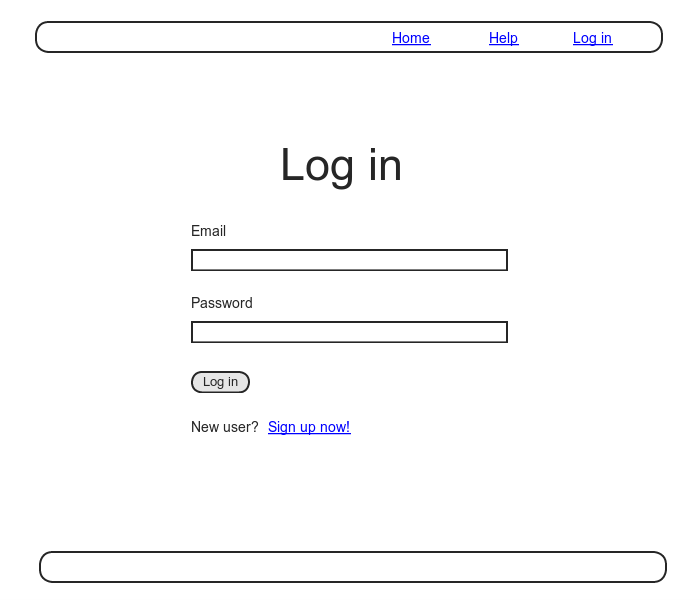 Home Help Log in
Log in
Email
Password
Log in
New user? Sign up now!